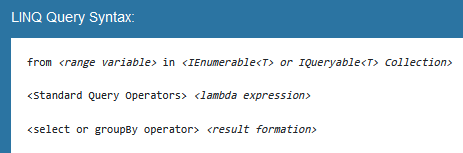 LINQ Query Syntax:
from <range variable> in <IEnumerable<T> or IQueryable<T> Collection>
<Standard Query Operators> <lambda expression>
<select or groupBy operator> <result formation>